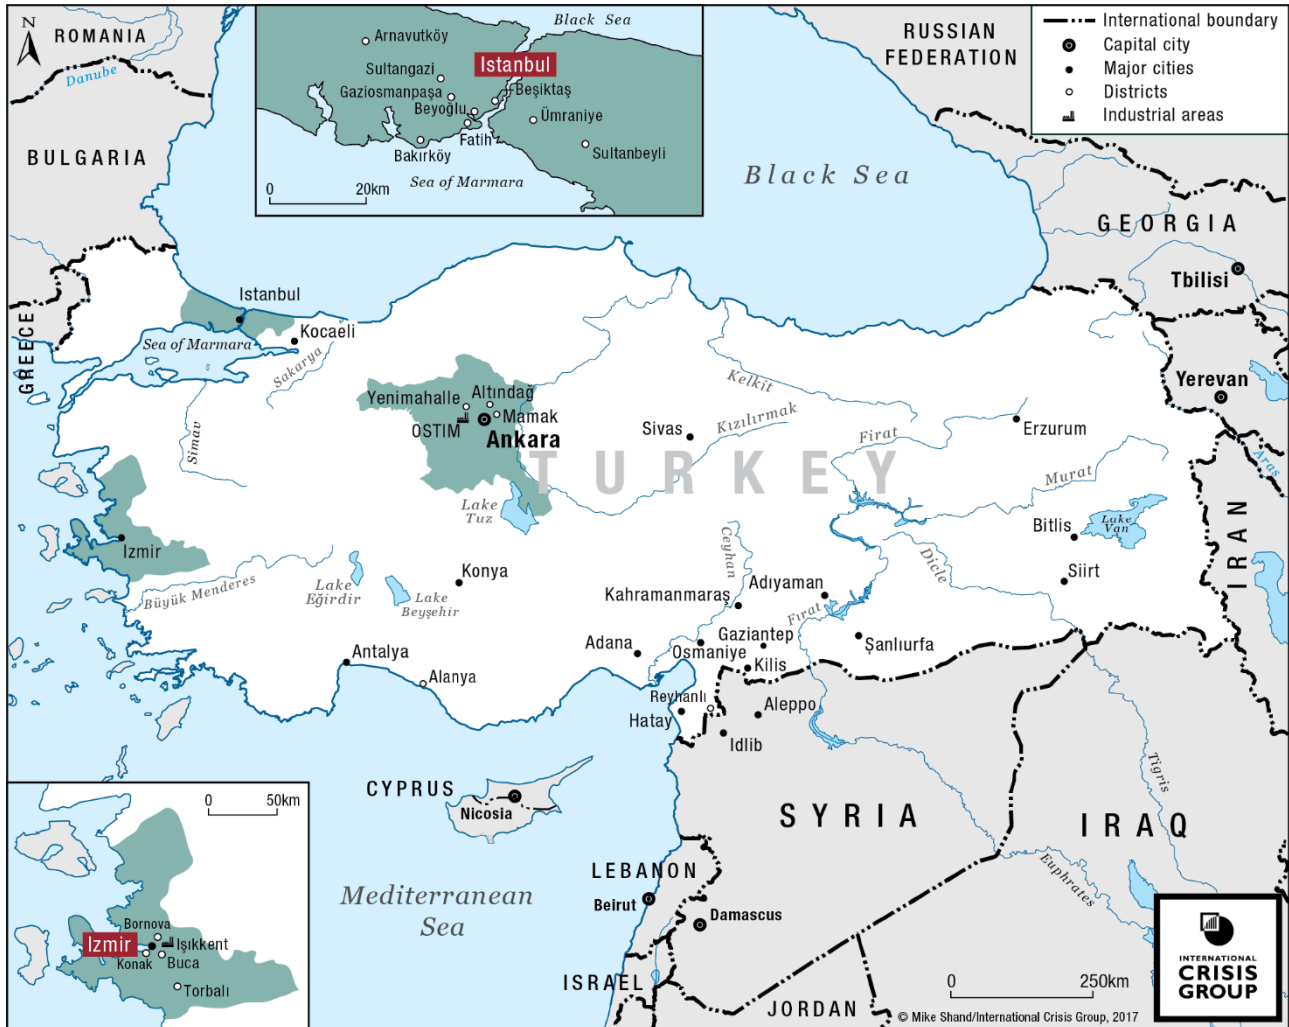 N
ROMANIA
Danube
BULGARIA
GREECE
Black Sea
Arnavutköy
Sultangazi
Istanbul
Gaziosmanpaşa
Beşiktaş
Beyoğlu
Ümraniye
Fatih
Bakırköy
Sultanbeyli
Sea of Marmara
0 20km
RUSSIAN
FEDERATION
International boundary
Capital city
Major cities
Districts
Industrial areas
Black Sea
GEORGIA
Tbilisi
Yerevan
Aras
IRAN
Istanbul
Kocaeli
Sea of Marmara
Sakarya
Simav
Yenimahalle
Altındağ
Mamak
OSTIM
Ankara
TURKEY
Sivas
Kelkit
Kızılırmak
Firat
Erzurum
Murat
Bitlis
Lake
Van
Siirt
Dicle
Lake
Tuz
Izmir
Büyük Menderes
Lake
Eğirdir
Lake
Beyşehir
Konya
Ceyhan
Kahramanmaraş
Adıyaman
Fırat
Adana
Osmaniye
Gaziantep
Şanlıurfa
Kilis
Antalya
Alanya
Reyhanlı
Hatay
Aleppo
Idlib
CYPRUS
Nicosia
SYRIA
IRAQ
Tigris
Euphrates
LEBANON
Beirut
Damascus
Mediterranean
Sea
ISRAEL
JORDAN
0 50km
Bornova
Izmir
Işıkkent
Konak
Buca
Torbalı
0 250km
INTERNATIONAL
CRISIS
GROUP
© Mike Shand/International Crisis Group, 2017